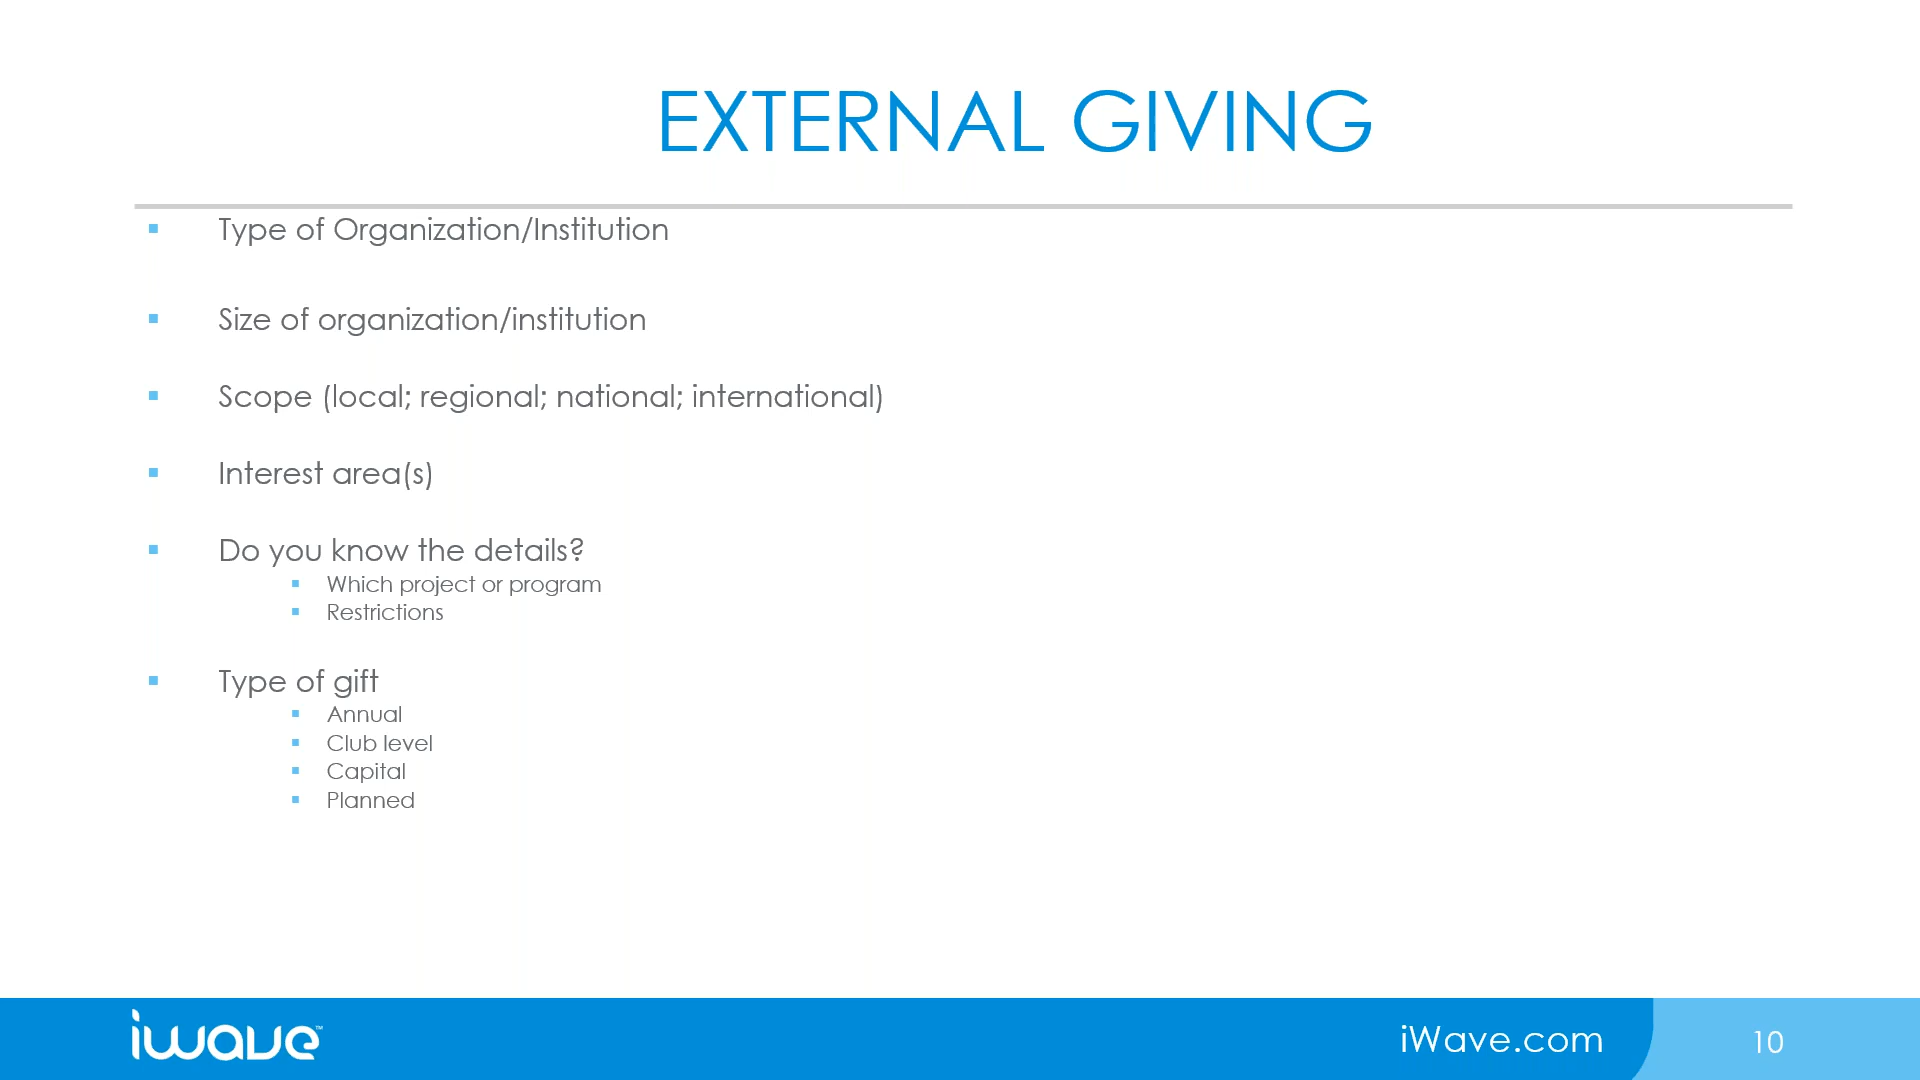 EXTERNAL GIVING
▪ Type of Organization/Institution
▪ Size of organization/institution
▪ Scope (local; regional; national; international)
▪ Interest area(s)
▪ Do you know the details?
▪ Which project or program
▪ Restrictions
▪ Type of gift
▪ Annual
▪ Club level
▪ Capital
▪ Planned
iwave™
iWave.com
10